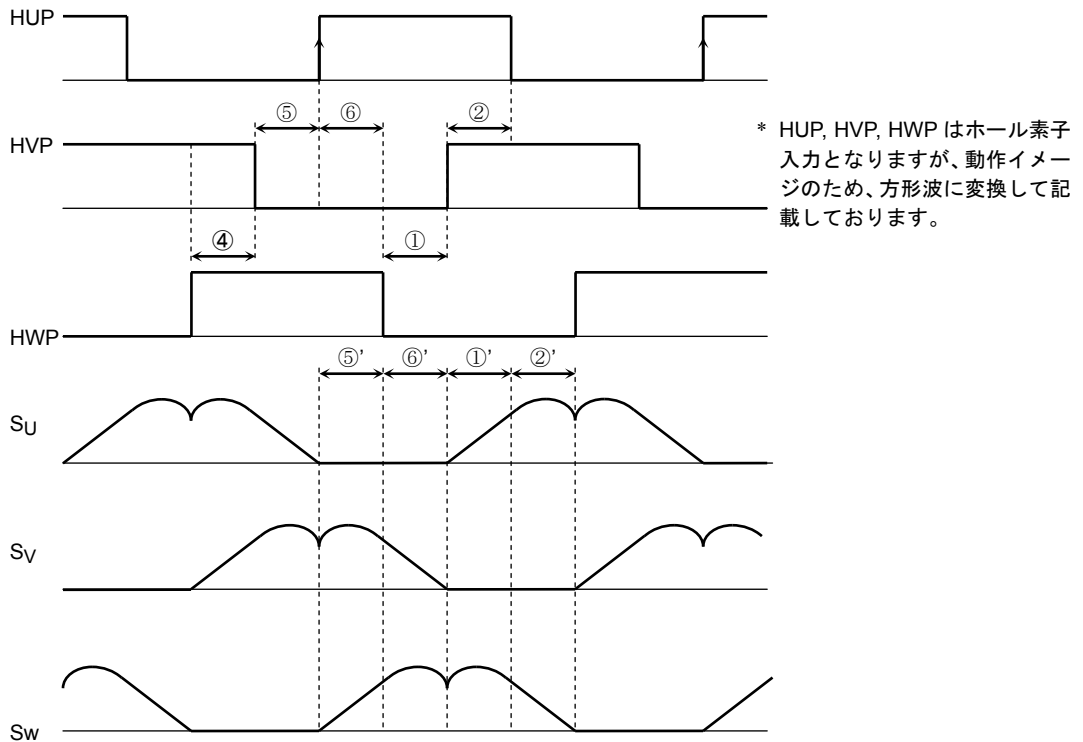 HUP
⑤ ⑥ ②
HVP
④ ①
HWP
⑤’ ⑥’ ①’ ②’
SU
SV
Sw
* HUP, HVP, HWP はホール素子
入力となりますが、動作イメー
ジのため、方形波に変換して記
載しております。